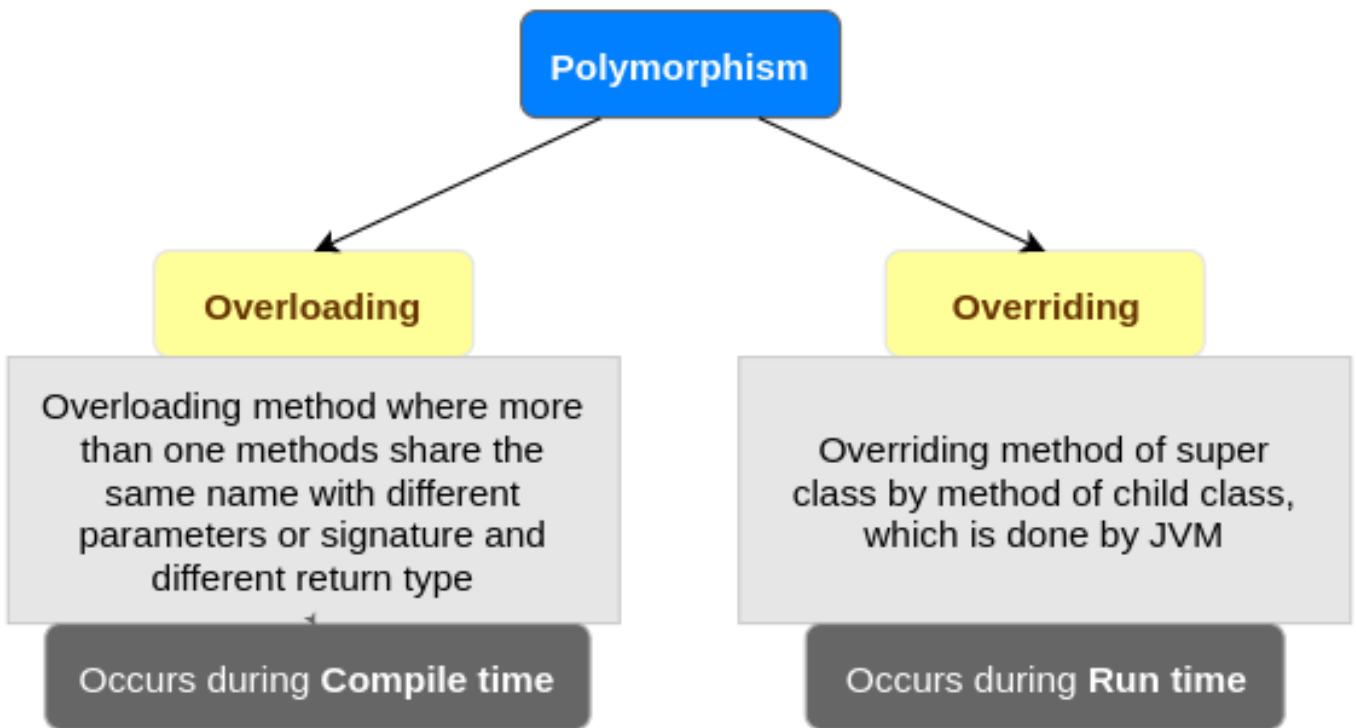 Polymorphism
Overloading
Overloading method where more
than one methods share the
same name with different
parameters or signature and
different return type
Occurs during Compile time
Overriding
Overriding method of super
class by method of child class,
which is done by JVM
Occurs during Run time